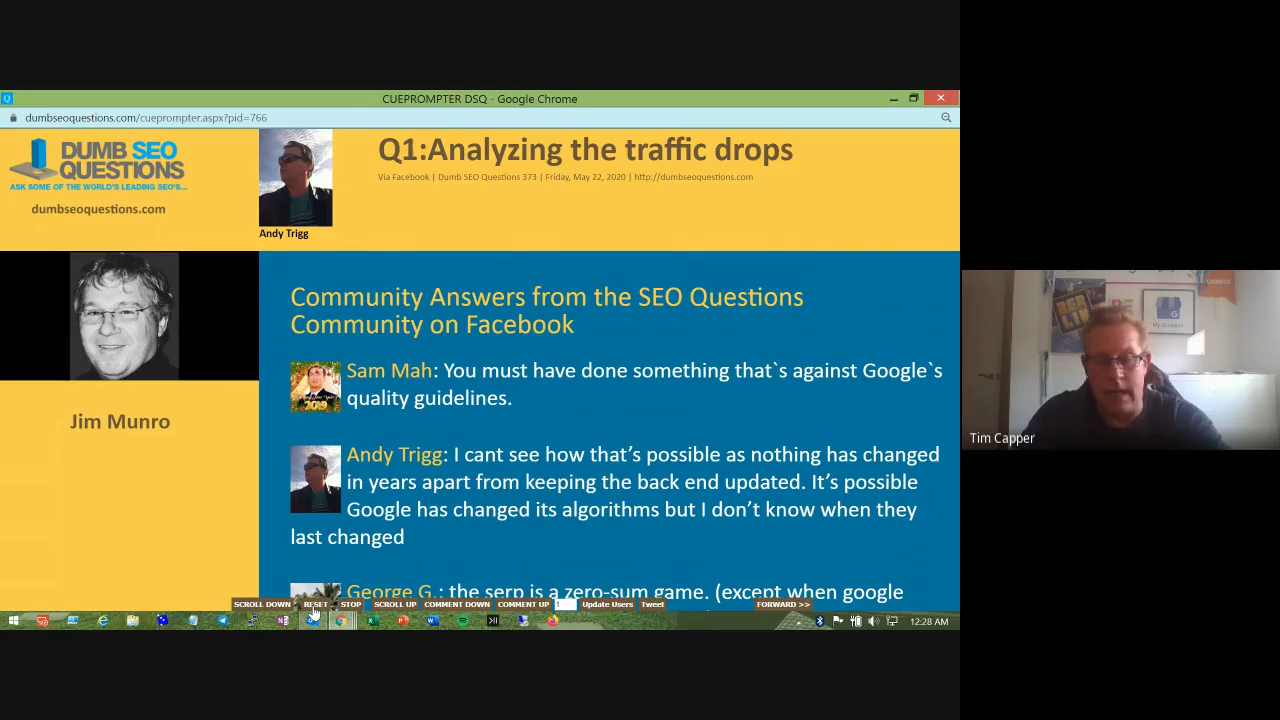 CUEPROMPTER DSQ - Google Chrome
dumbseoquestions.com/cueprompter.aspx?pid=766
DUMB SEO
QUESTIONS
ASK SOME OF THE WORLD'S LEADING SEO'S...
dumbseoquestions.com
Andy Trigg
Q1:Analyzing the traffic drops
Via Facebook | Dumb SEO Questions 373 | Friday, May 22, 2020 | http://dumbseoquestions.com
Jim Munro
Community Answers from the SEO Questions
Community on Facebook
Sam Mah: You must have done something that`s against Google`s
quality guidelines.
Andy Trigg: I cant see how that’s possible as nothing has changed
in years apart from keeping the back end updated. It’s possible
Google has changed its algorithms but I don’t know when they
last changed
George G.: the serp is a zero-sum game. (except when google
SCROLL DOWN RESET STOP SCROLL UP COMMENT DOWN COMMENT UP 1 Update Users Tweet FORWARD >>
12:28 AM
Tim Capper